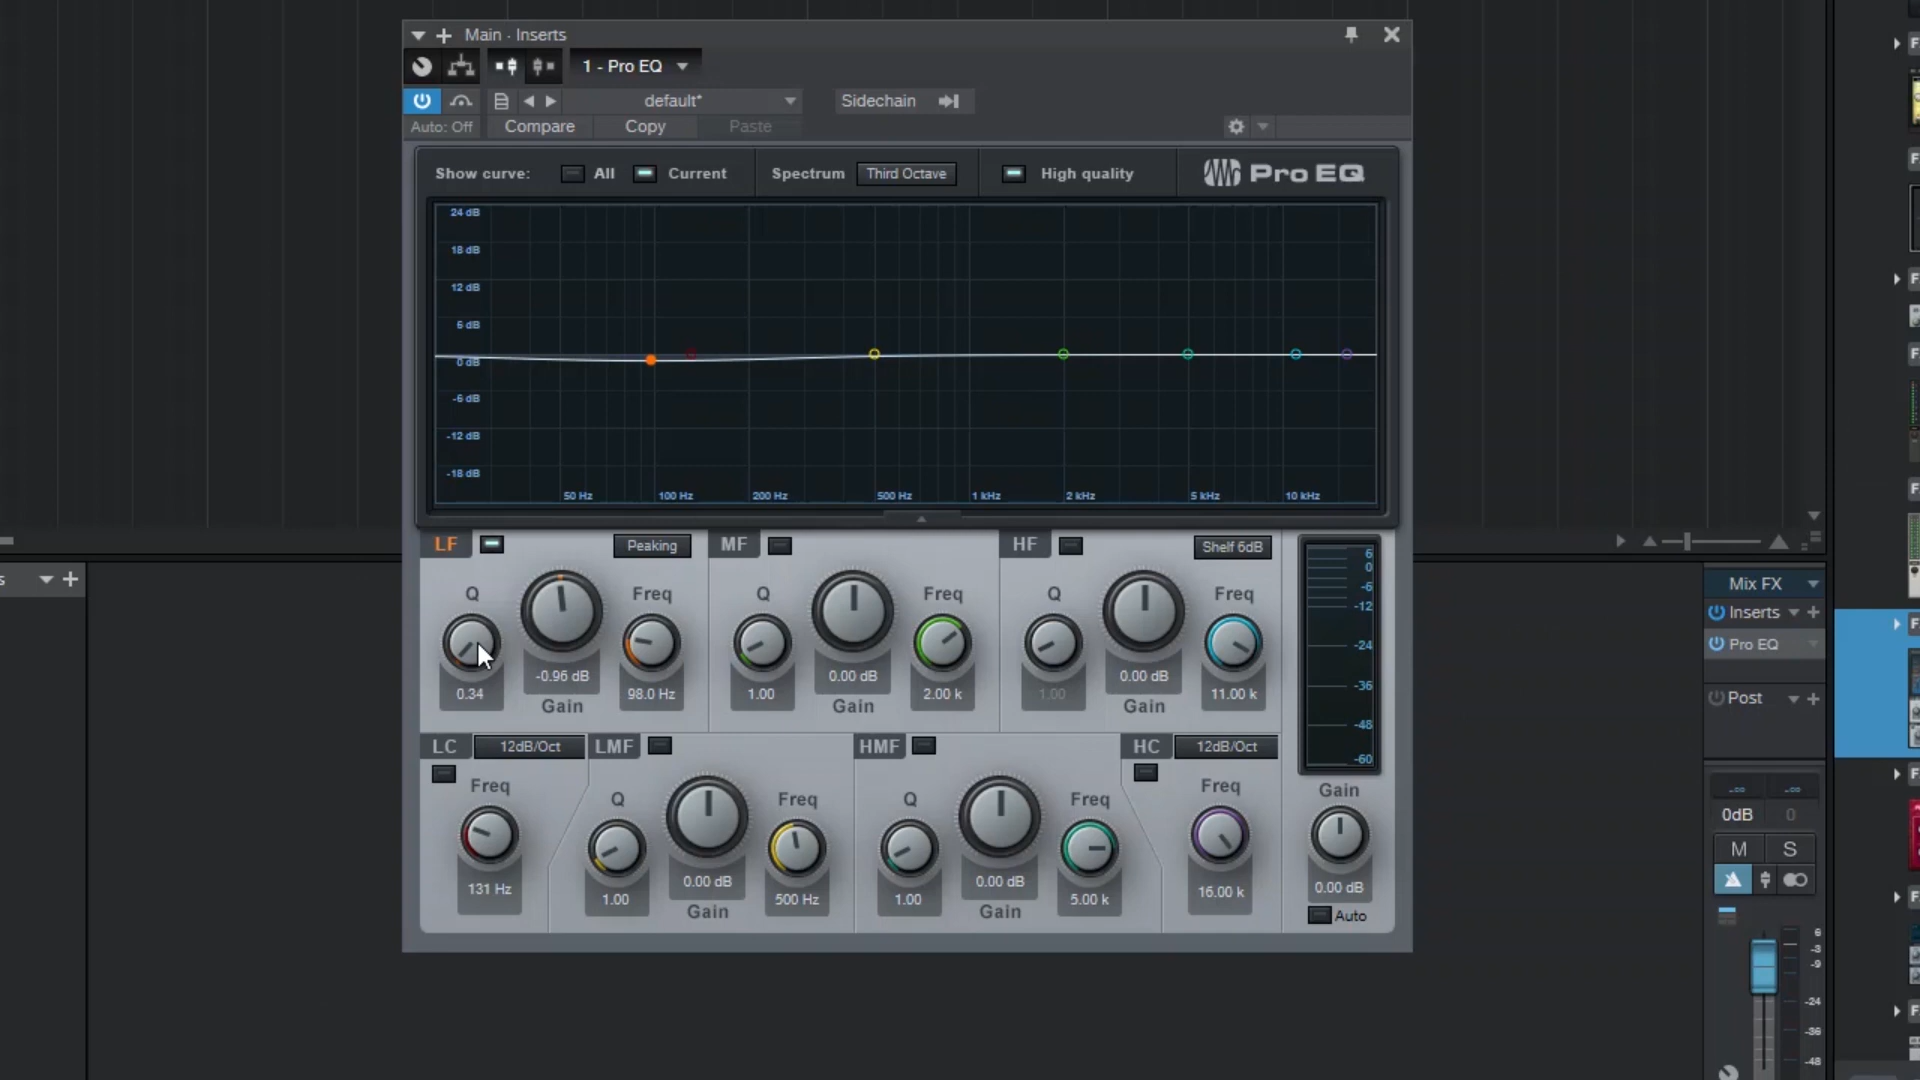 Main · Inserts
1 - Pro EQ
default*
Sidechain
Auto: Off
Compare
Copy
Paste
Show curve:
All
Current
Spectrum
Third Octave
High quality
Pro EQ
24 dB
18 dB
12 dB
6 dB
0 dB
-6 dB
-12 dB
-18 dB
50 Hz
100 Hz
200 Hz
500 Hz
1 kHz
2 kHz
5 kHz
10 kHz
LF
Peaking
Q
Freq
0.34
-0.96 dB
98.0 Hz
Gain
MF
Q
Freq
1.00
0.00 dB
2.00 k
Gain
HF
Shelf 6dB
Q
Freq
1.00
0.00 dB
11.00 k
Gain
6
0
-6
-12
-24
-36
-48
-60
LC
12dB/Oct
Freq
131 Hz
LMF
Q
Freq
1.00
0.00 dB
500 Hz
Gain
HMF
Q
Freq
1.00
0.00 dB
5.00 k
Gain
HC
12dB/Oct
Freq
16.00 k
Gain
0.00 dB
Auto
s
Mix FX
Inserts
Pro EQ
Post
-∞
-∞
0dB
0
M
S
6
-3
-9
-24
-36
-48
F
F
F
F
F
F
F
F
F